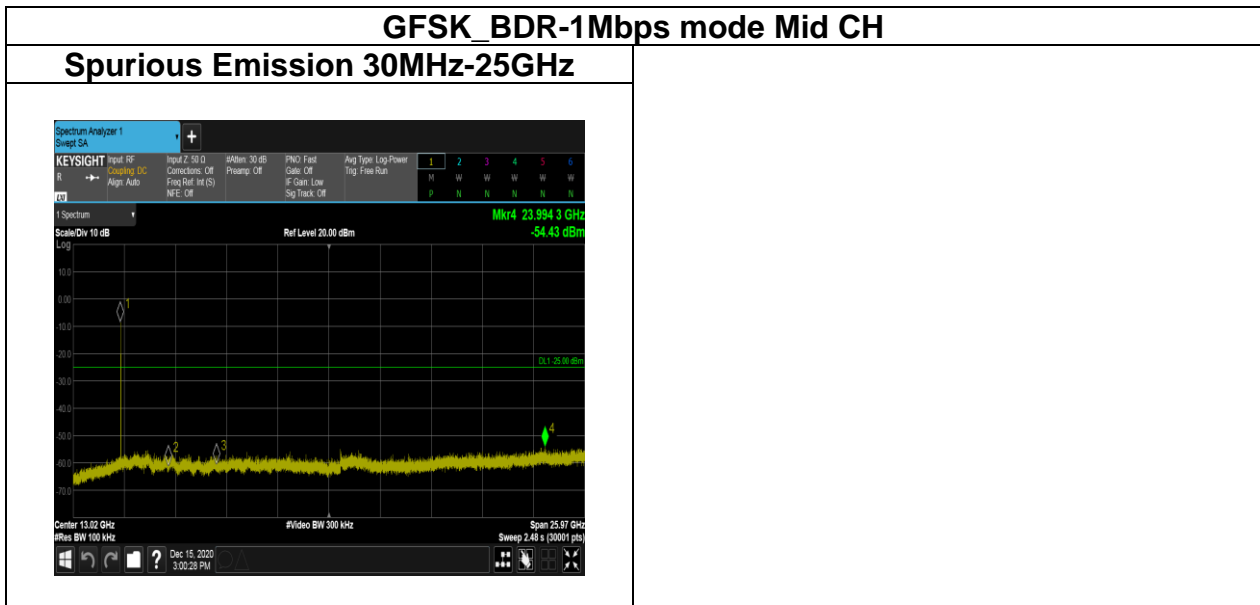 GFSK_BDR-1Mbps mode Mid CH
Spurious Emission 30MHz-25GHz
Spectrum Analyzer 1
Swept SA
+
KEYSIGHT
R
LXI
Input: RF
Coupling: DC
Align: Auto
Input Z: 50 Ω
Corrections: Off
Freq Ref: Int (S)
NFE: Off
#Atten: 30 dB
Preamp: Off
PNO: Fast
Gate: Off
IF Gain: Low
Sig Track: Off
Avg Type: Log-Power
Trig: Free Run
1 2 3 4 5 6
M W W W W W
P N N N N N
1 Spectrum
Mkr4 23.994 3 GHz
Scale/Div 10 dB
Ref Level 20.00 dBm
-54.43 dBm
Log
10.0
0.00
1
-10.0
-20.0
DL1 -25.00 dBm
-30.0
-40.0
-50.0
2
3
4
-60.0
-70.0
Center 13.02 GHz
#Video BW 300 kHz
Span 25.97 GHz
#Res BW 100 kHz
Sweep 2.48 s (30001 pts)
?
Dec 15, 2020
3:00:28 PM